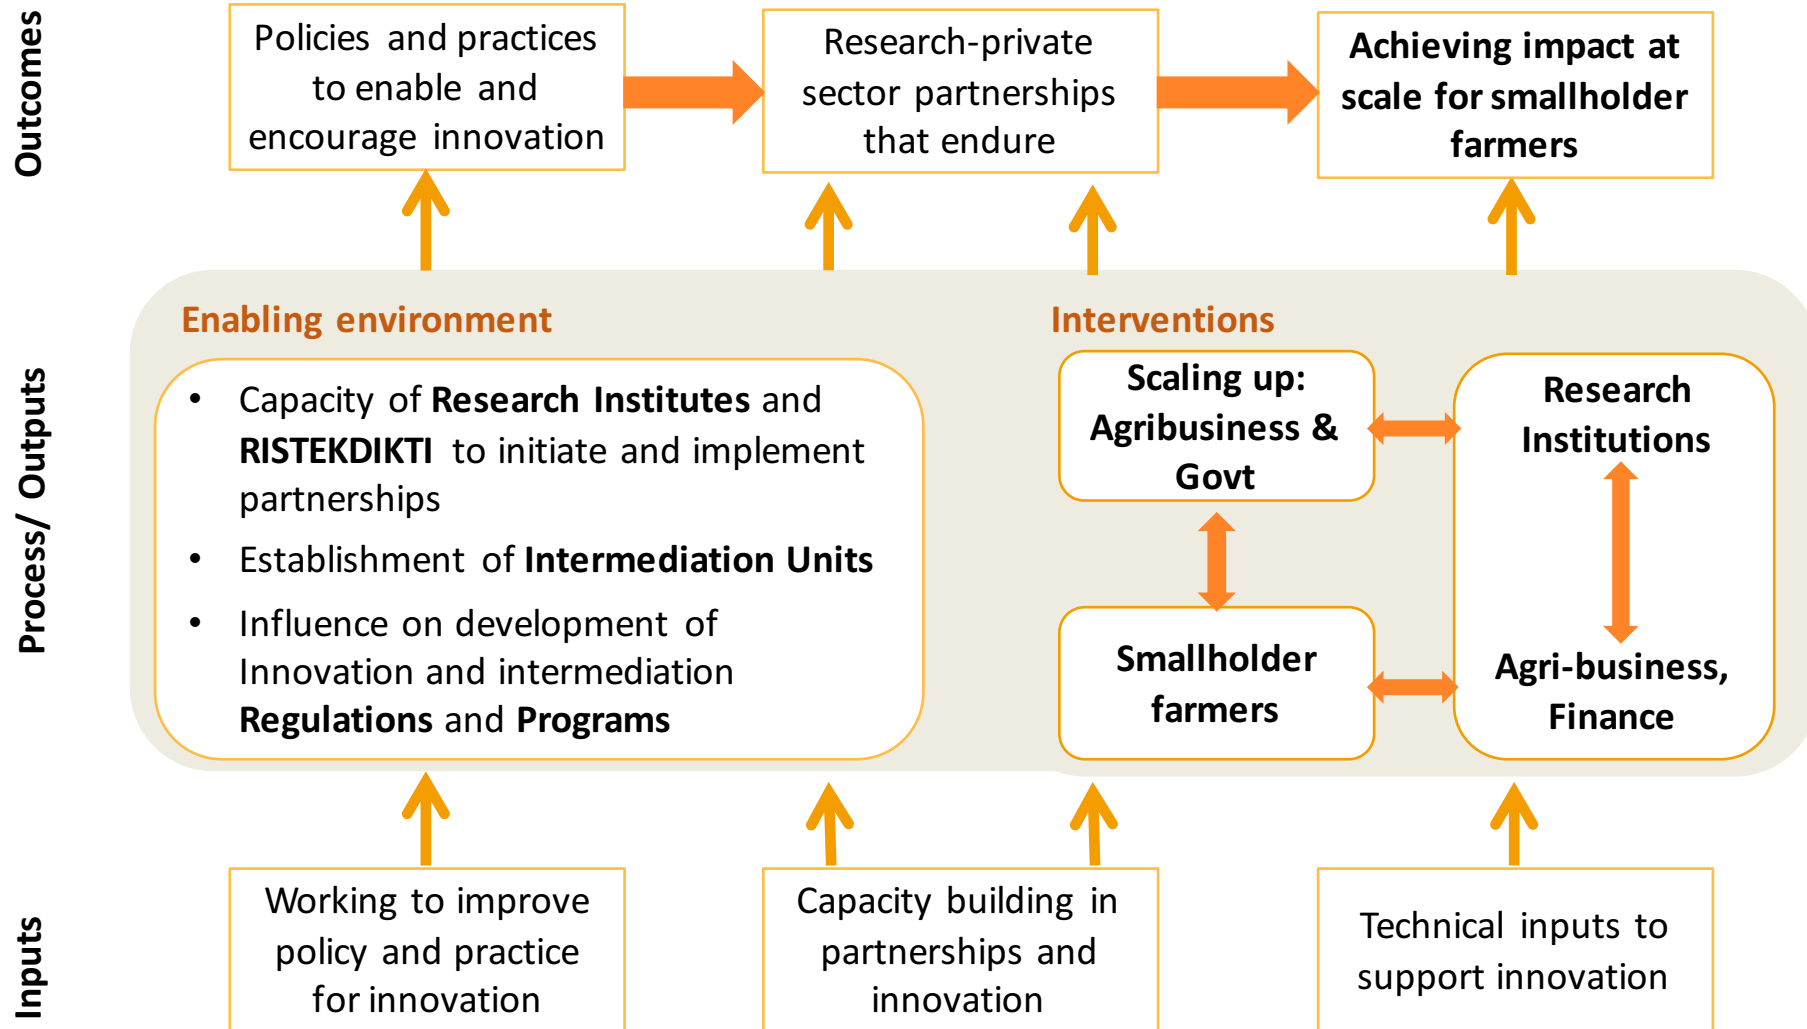 Outcomes
Policies and practices
to enable and
encourage innovation
Research-private
sector partnerships
that endure
Achieving impact at
scale for smallholder
farmers
Process/ Outputs
Enabling environment
• Capacity of Research Institutes and
RISTEKDIKTI to initiate and implement
partnerships
• Establishment of Intermediation Units
• Influence on development of
Innovation and intermediation
Regulations and Programs
Interventions
Scaling up:
Agribusiness &
Govt
Research
Institutions
Smallholder
farmers
Agri-business,
Finance
Inputs
Working to improve
policy and practice
for innovation
Capacity building in
partnerships and
innovation
Technical inputs to
support innovation